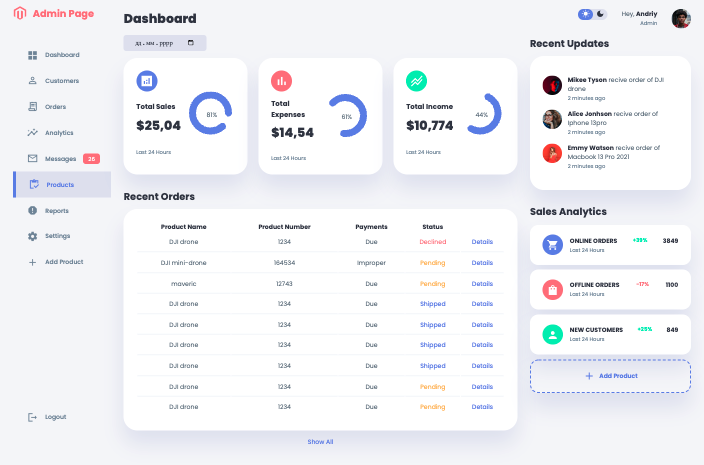 Admin Page
Dashboard
Customers
Orders
Analytics
Messages 26
Products
Reports
Settings
Add Product
Logout
Dashboard
дд.мм.рррр
Total Sales
$25,04
81%
Last 24 Hours
Total
Expenses
$14,54
61%
Last 24 Hours
Total Income
$10,774
44%
Last 24 Hours
Recent Orders
Product Name Product Number Payments Status
DJI drone 1234 Due Declined Details
DJI mini-drone 164534 Improper Pending Details
maveric 12743 Due Pending Details
DJI drone 1234 Due Shipped Details
DJI drone 1234 Due Shipped Details
DJI drone 1234 Due Shipped Details
DJI drone 1234 Due Shipped Details
DJI drone 1234 Due Pending Details
DJI drone 1234 Due Pending Details
Show All
Hey, Andriy
Admin
Recent Updates
Mikee Tyson recive order of DJI
drone
2 minutes ago
Alice Jonhson recive order of
Iphone 13pro
2 minutes ago
Emmy Watson recive order of
Macbook 13 Pro 2021
2 minutes ago
Sales Analytics
ONLINE ORDERS +39% 3849
Last 24 Hours
OFFLINE ORDERS -17% 1100
Last 24 Hours
NEW CUSTOMERS +25% 849
Last 24 Hours
Add Product